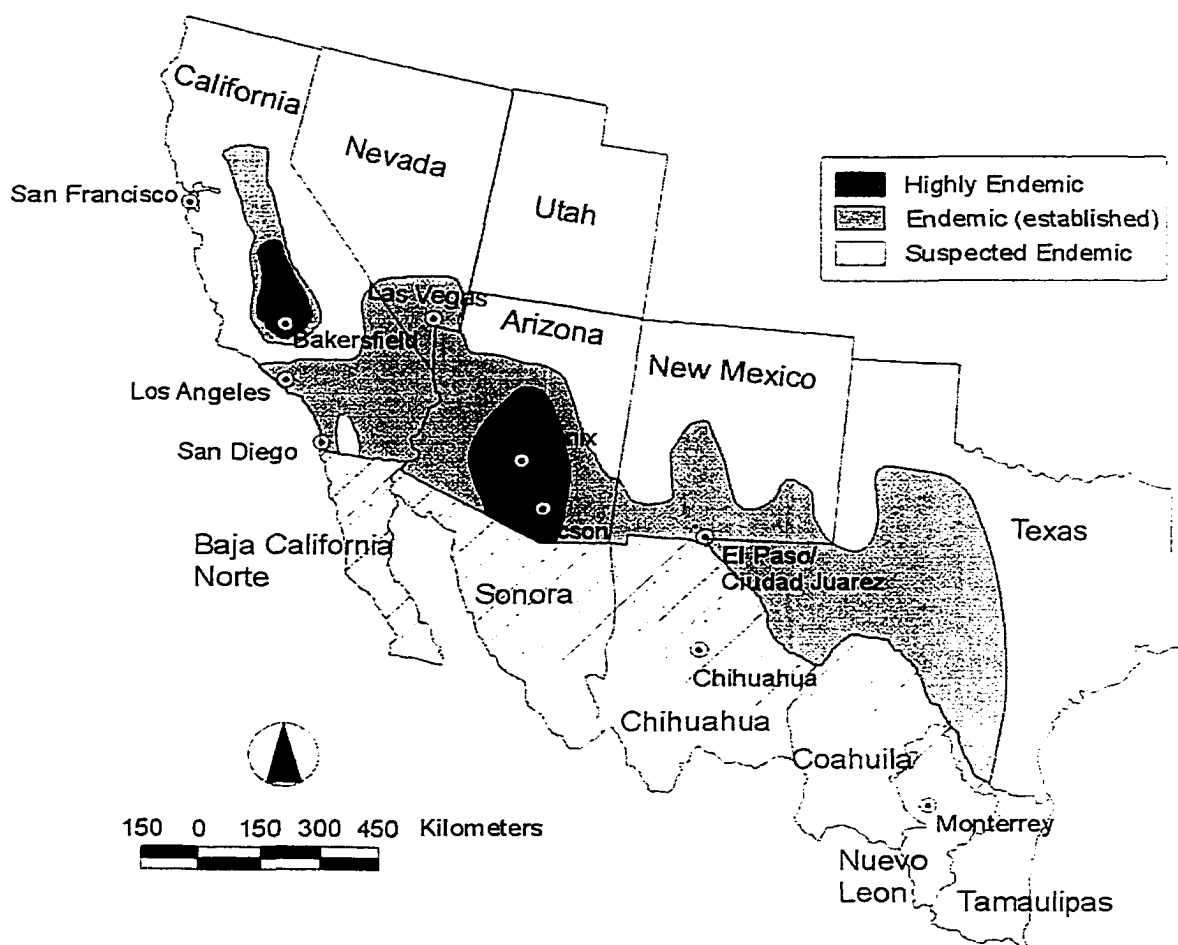 California
Nevada
Utah
San Francisco
Highly Endemic
Endemic (established)
Suspected Endemic
Las Vegas
Arizona
Bakersfield
New Mexico
Los Angeles
San Diego
nix
cson
Texas
Baja California
Norte
El Paso/
Ciudad Juarez
Sonora
Chihuahua
Chihuahua
Coahuila
150 0 150 300 450 Kilometers
Monterrey
Nuevo
Leon
Tamaulipas